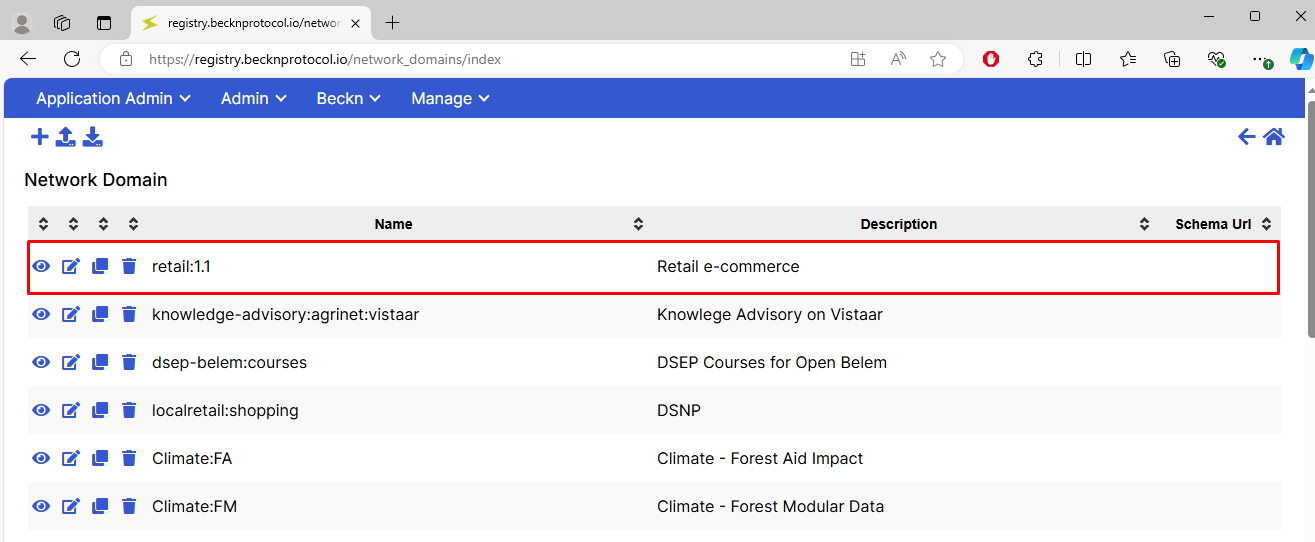 registry.becknprotocol.io/networ
https://registry.becknprotocol.io/network_domains/index
Application Admin Admin Beckn Manage
Network Domain
Name Description Schema Url
retail:1.1 Retail e-commerce
knowledge-advisory:agrinet:vistaar Knowlege Advisory on Vistaar
dsep-belem:courses DSEP Courses for Open Belem
localretail:shopping DSNP
Climate:FA Climate - Forest Aid Impact
Climate:FM Climate - Forest Modular Data